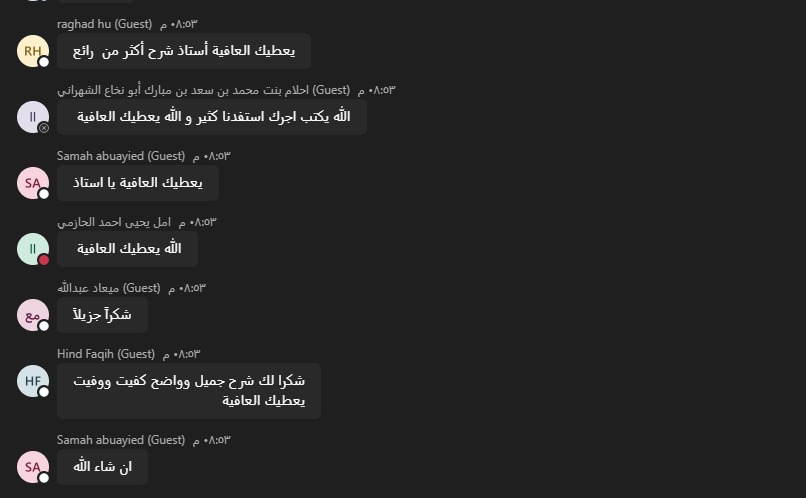 raghad hu (Guest) ٠٨:٥٣ م
RH
يعطيك العافية أستاذ شرح أكثر من رائع
احلام بنت محمد بن سعد بن مبارك أبو نخاع الشهراني (Guest) ٠٨:٥٣ م
اا
الله يكتب اجرك استفدنا كثير و الله يعطيك العافية
Samah abuayied (Guest) ٠٨:٥٣ م
SA
يعطيك العافية يا استاذ
امل يحيى احمد الحازمي ٠٨:٥٣ م
اا
الله يعطيك العافية
ميعاد عبدالله (Guest) ٠٨:٥٣ م
مع
شكرآ جزيلآ
Hind Faqih (Guest) ٠٨:٥٣ م
HF
شكرا لك شرح جميل وواضح كفيت ووفيت
يعطيك العافية
Samah abuayied (Guest) ٠٨:٥٣ م
SA
ان شاء الله